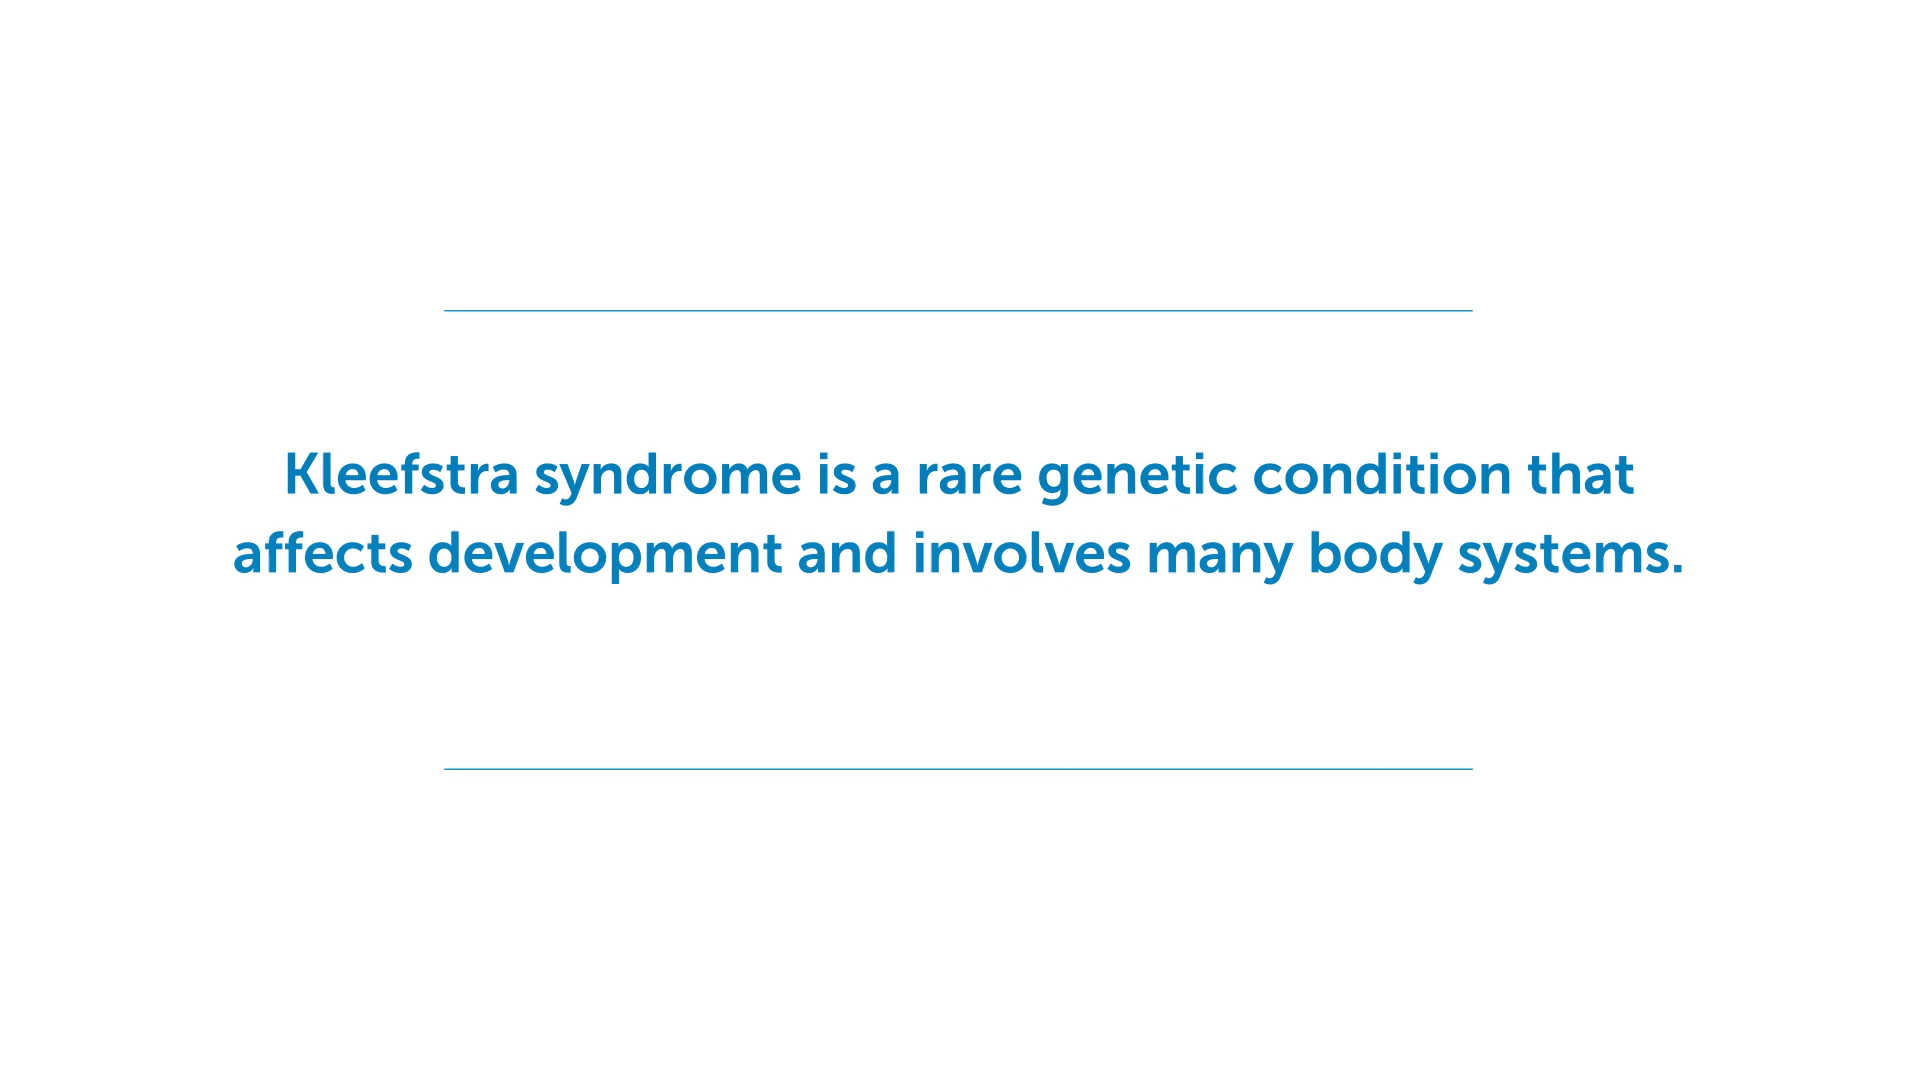 Kleefstra syndrome is a rare genetic condition that
affects development and involves many body systems.